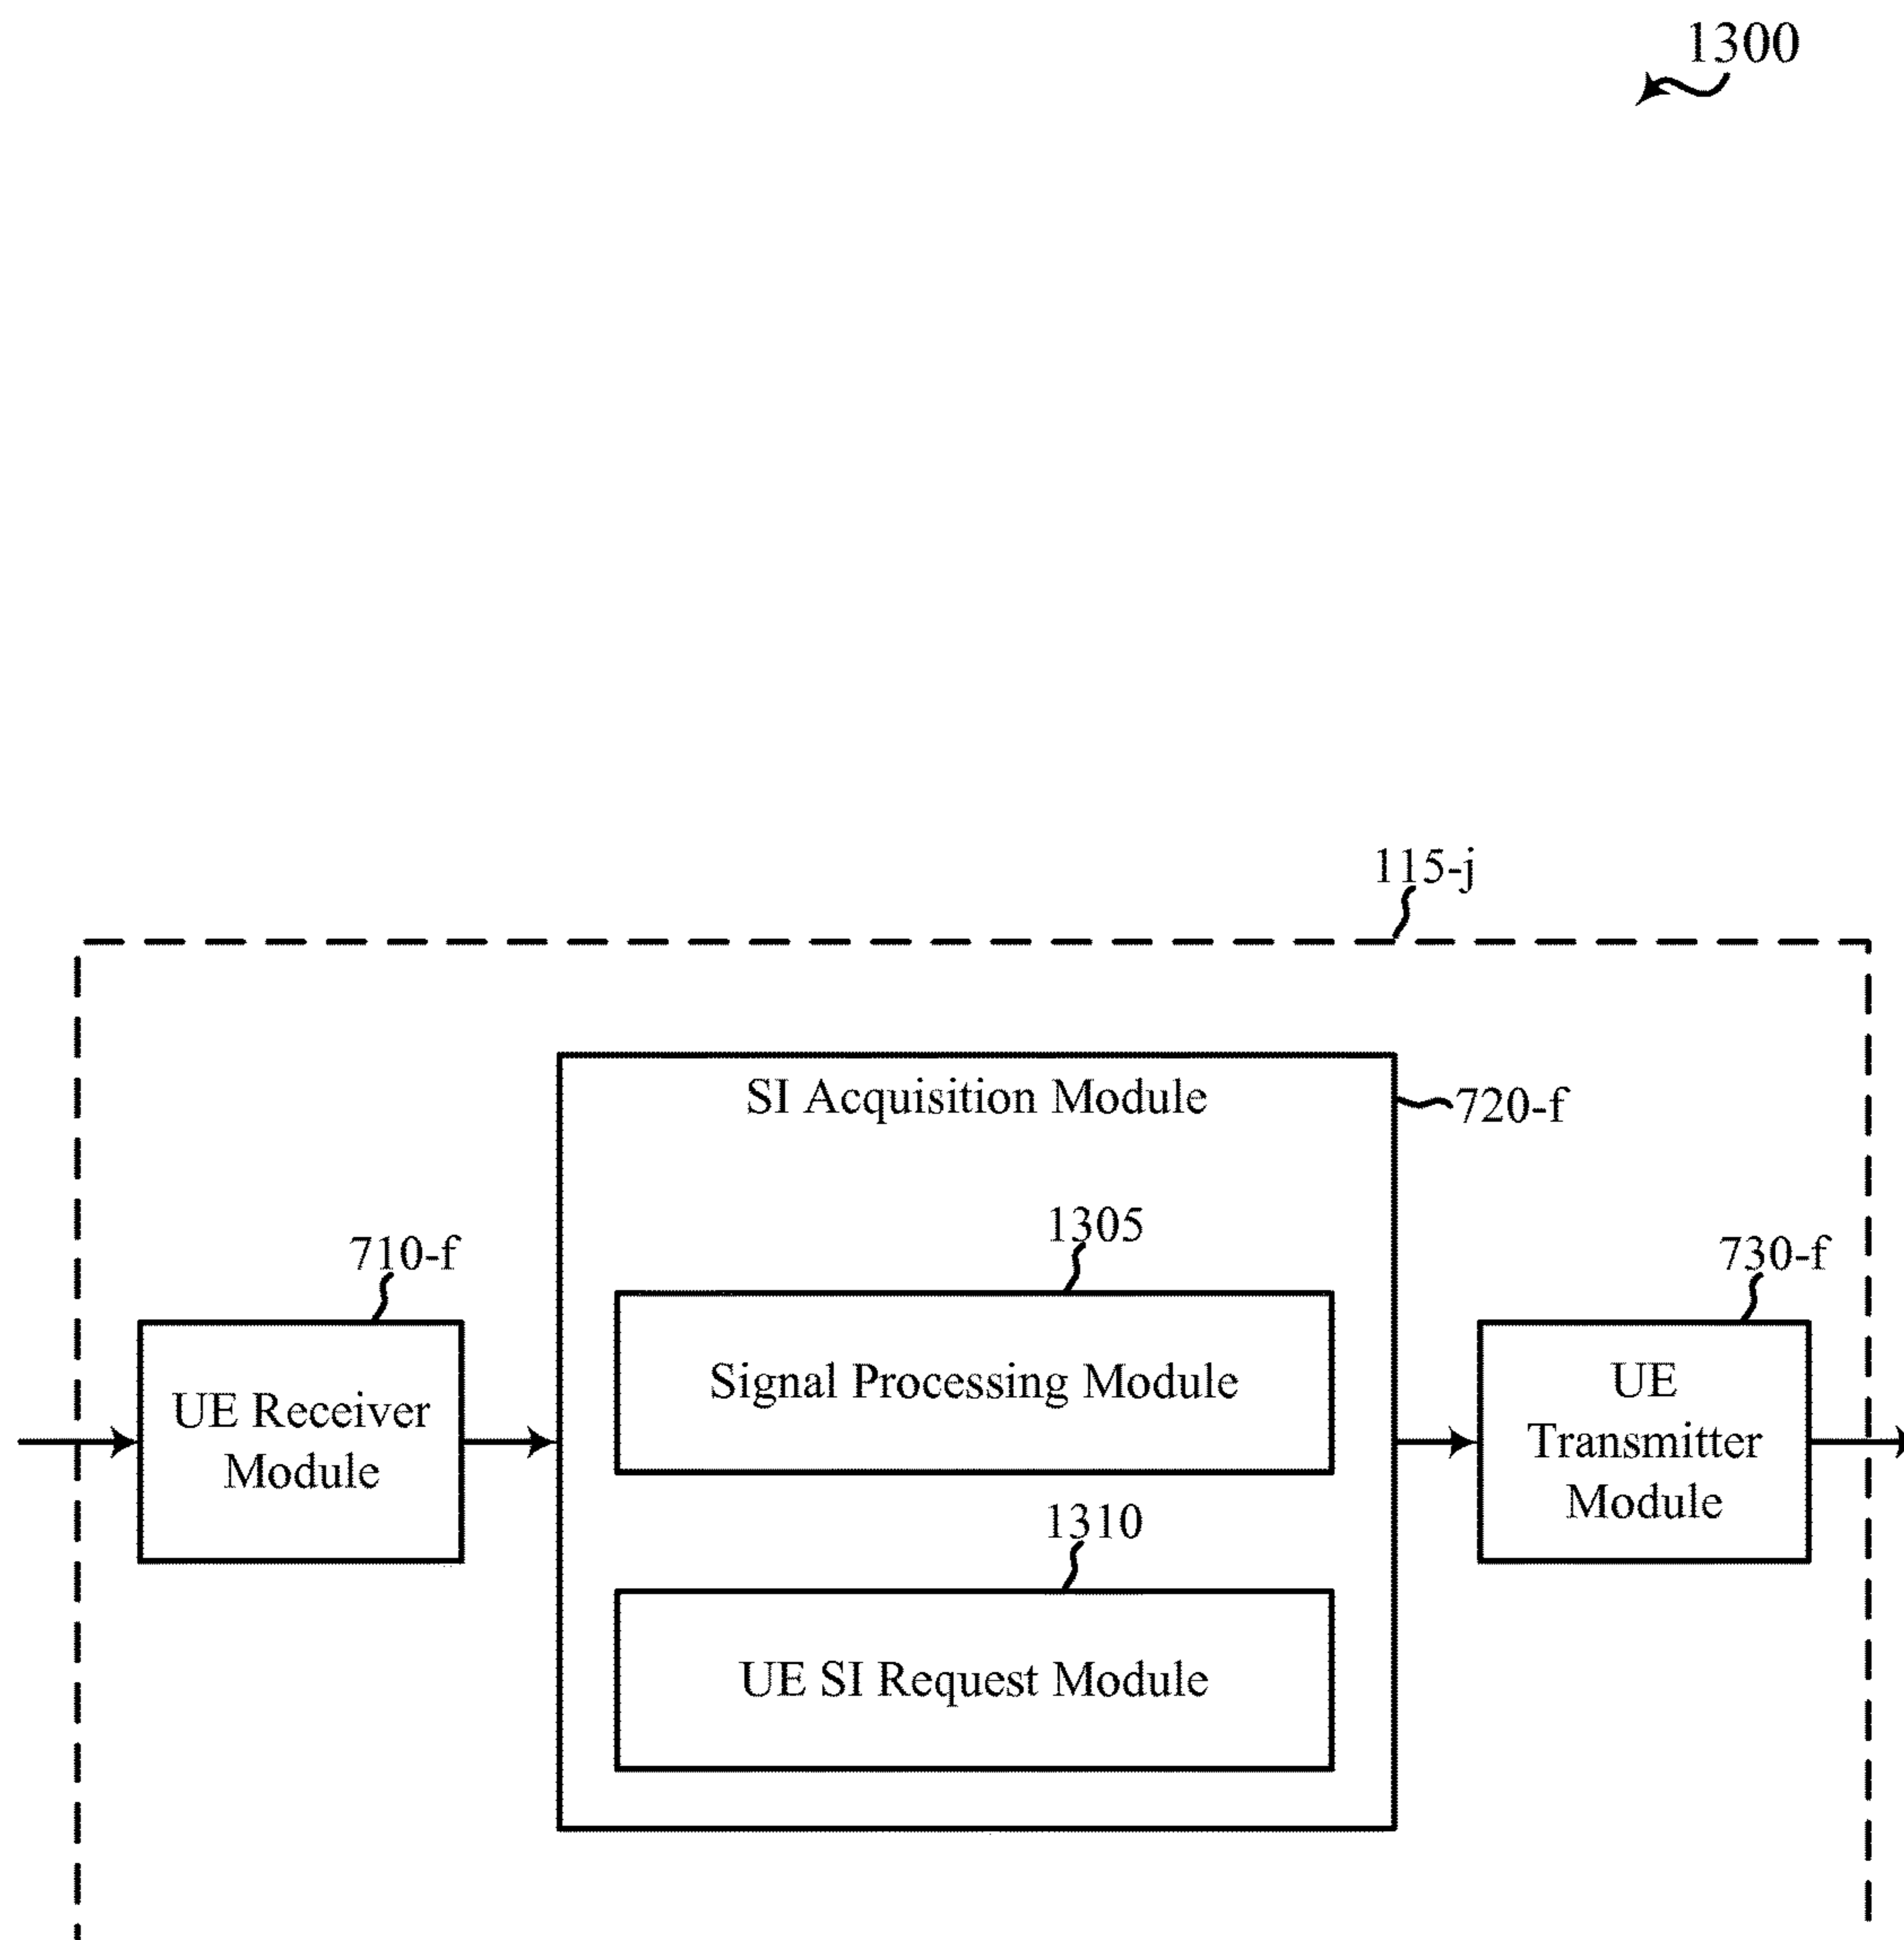 1300
115-j
SI Acquisition Module
720-f
1305
710-f
730-f
Signal Processing Module
UE Receiver
Module
UE
Transmitter
Module
1310
UE SI Request Module